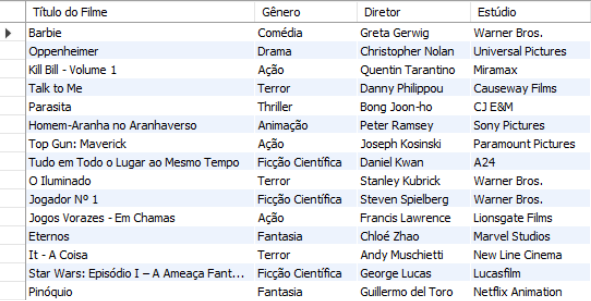 Título do Filme Gênero Diretor Estúdio
Barbie Comédia Greta Gerwig Warner Bros.
Oppenheimer Drama Christopher Nolan Universal Pictures
Kill Bill - Volume 1 Ação Quentin Tarantino Miramax
Talk to Me Terror Danny Philippou Causeway Films
Parasita Thriller Bong Joon-ho CJ E&M
Homem-Aranha no Aranhaverso Animação Peter Ramsey Sony Pictures
Top Gun: Maverick Ação Joseph Kosinski Paramount Pictures
Tudo em Todo o Lugar ao Mesmo Tempo Ficção Científica Daniel Kwan A24
O Iluminado Terror Stanley Kubrick Warner Bros.
Jogador Nº 1 Ficção Científica Steven Spielberg Warner Bros.
Jogos Vorazes - Em Chamas Ação Francis Lawrence Lionsgate Films
Eternos Fantasia Chloé Zhao Marvel Studios
It - A Coisa Terror Andy Muschietti New Line Cinema
Star Wars: Episódio I – A Ameaça Fant... Ficção Científica George Lucas Lucasfilm
Pinóquio Fantasia Guillermo del Toro Netflix Animation